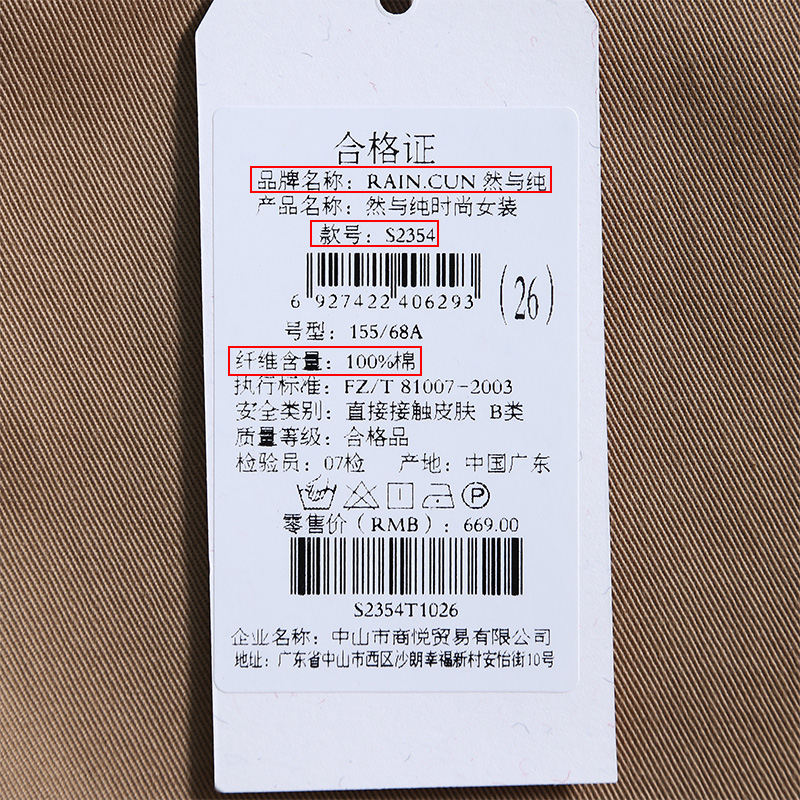 合格证
品牌名称：RAIN.CUN 然与纯
产品名称：然与纯时尚女装
款号：S2354
6 927422 406293
(26)
号型：155/68A
纤维含量：100%棉
执行标准：FZ/T 81007-2003
安全类别：直接接触皮肤 B类
质量等级：合格品
检验员：07检 产地：中国广东
P
零售价（RMB）：669.00
S2354T1026
企业名称：中山市商悦贸易有限公司
地址：广东省中山市西区沙朗幸福新村安怡街10号